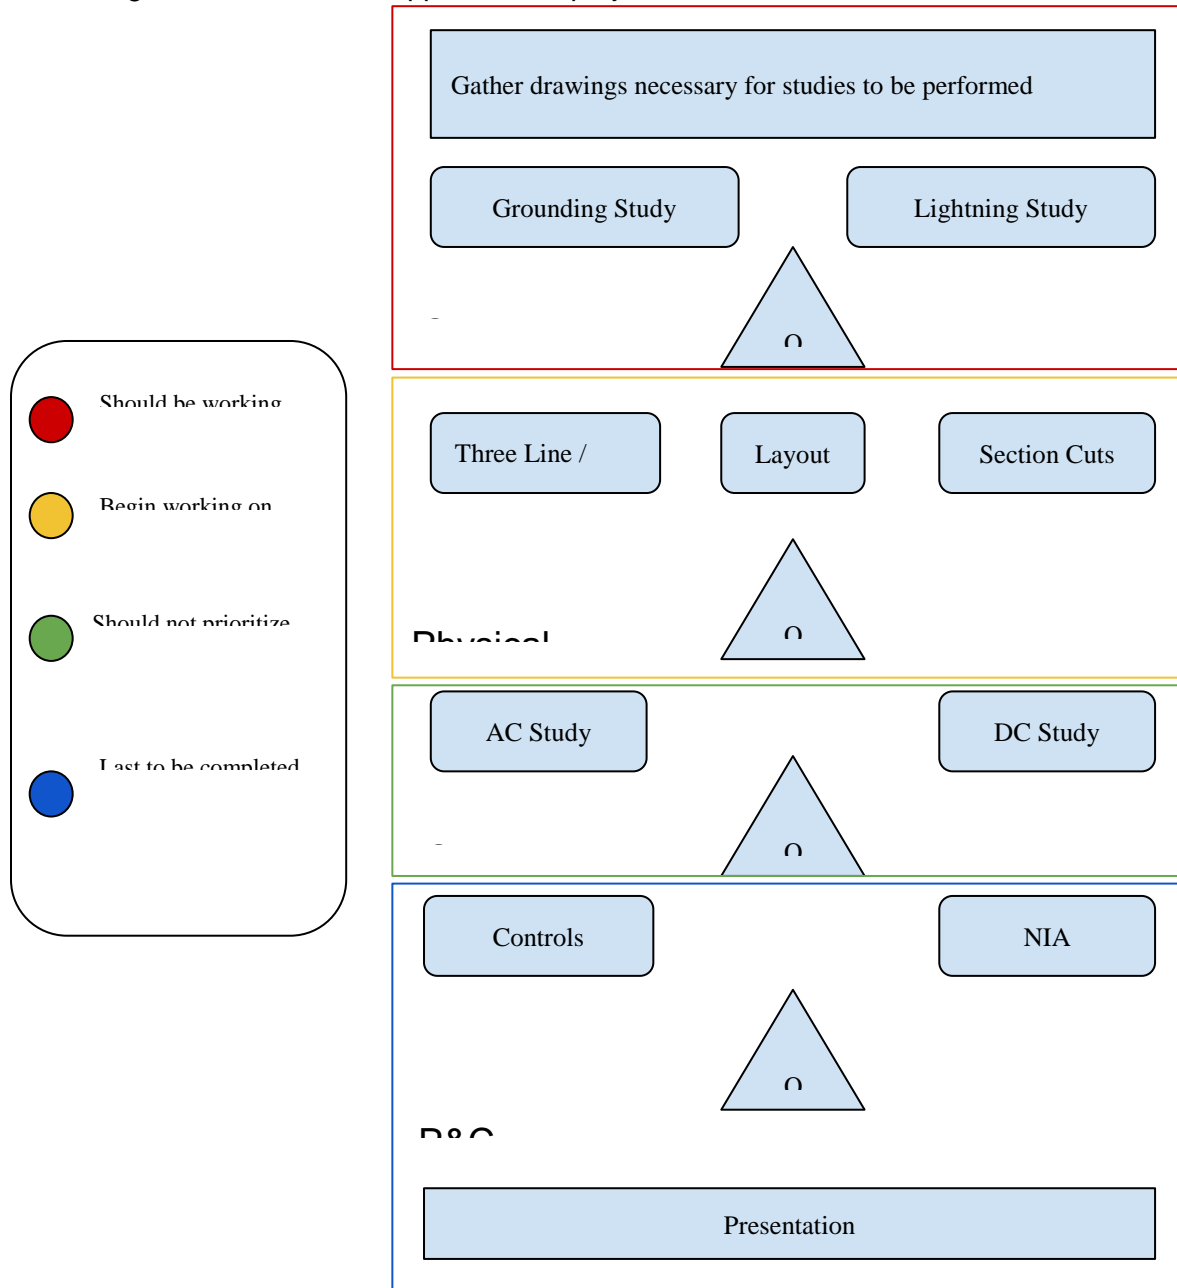 Gather drawings necessary for studies to be performed
Grounding Study
Lightning Study
Should be working
Begin working on
Should not prioritize
Last to be completed
Three Line /
Layout
Section Cuts
Physical
AC Study
DC Study
Controls
NIA
P&C
Presentation